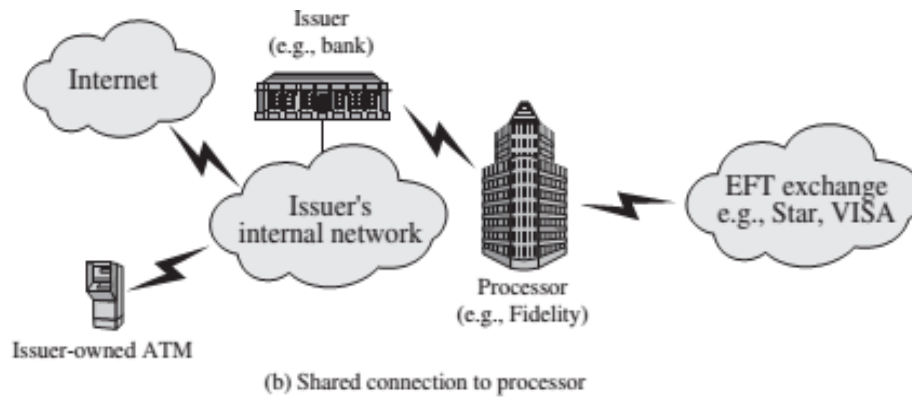 Issuer
(e.g., bank)
Internet
Issuer's
internal network
EFT exchange
e.g., Star, VISA
Processor
(e.g., Fidelity)
Issuer-owned ATM
(b) Shared connection to processor